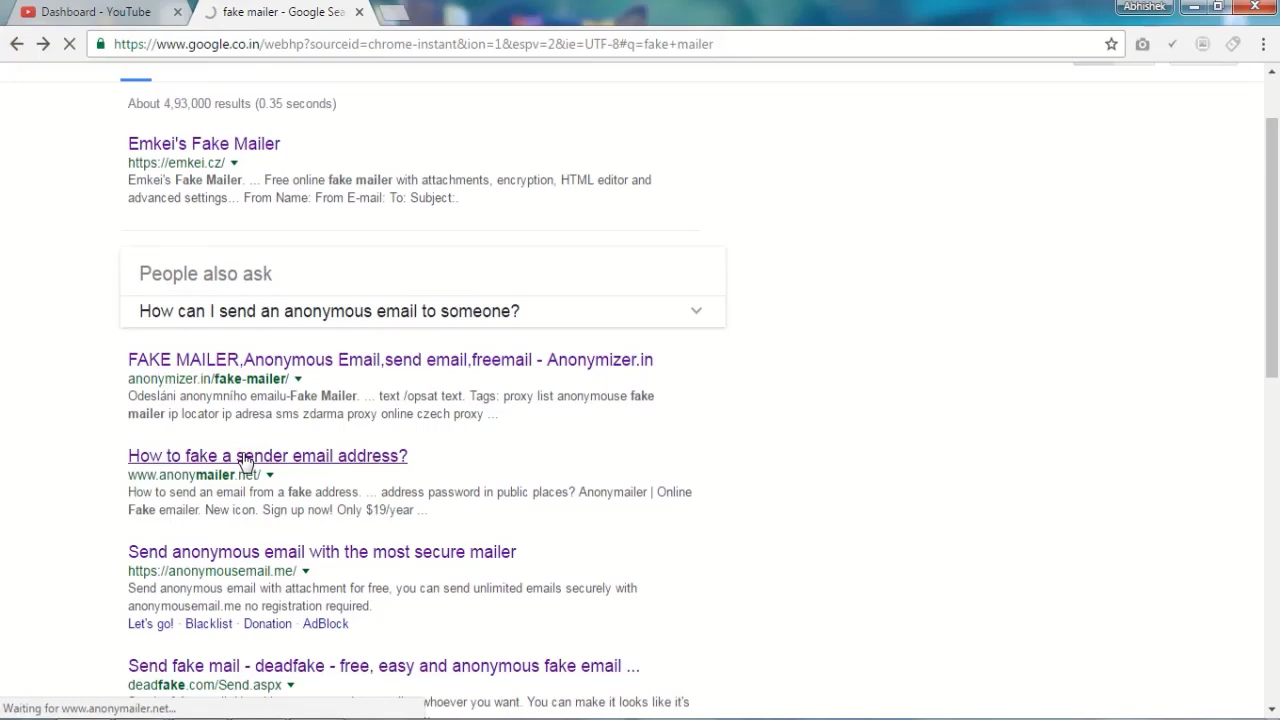 Dashboard - YouTube
fake mailer - Google Sea
Abhishek
https://www.google.co.in/webhp?sourceid=chrome-instant&ion=1&espv=2&ie=UTF-8#q=fake+mailer
About 4,93,000 results (0.35 seconds)
Emkei's Fake Mailer
https://emkei.cz/
Emkei's Fake Mailer. ... Free online fake mailer with attachments, encryption, HTML editor and
advanced settings... From Name: From E-mail: To: Subject:.
People also ask
How can I send an anonymous email to someone?
FAKE MAILER,Anonymous Email,send email,freemail - Anonymizer.in
anonymizer.in/fake-mailer/
Odesláni anonymního emailu-Fake Mailer. ... text /opsat text. Tags: proxy list anonymouse fake
mailer ip locator ip adresa sms zdarma proxy online czech proxy ...
How to fake a sender email address?
www.anonymailer.net/
How to send an email from a fake address. ... address password in public places? Anonymailer | Online
Fake emailer. New icon. Sign up now! Only $19/year ...
Send anonymous email with the most secure mailer
https://anonymousemail.me/
Send anonymous email with attachment for free, you can send unlimited emails securely with
anonymousemail.me no registration required.
Let's go! · Blacklist · Donation · AdBlock
Send fake mail - deadfake - free, easy and anonymous fake email ...
deadfake.com/Send.aspx
whoever you want. You can make it looks like it's
Waiting for www.anonymailer.net...